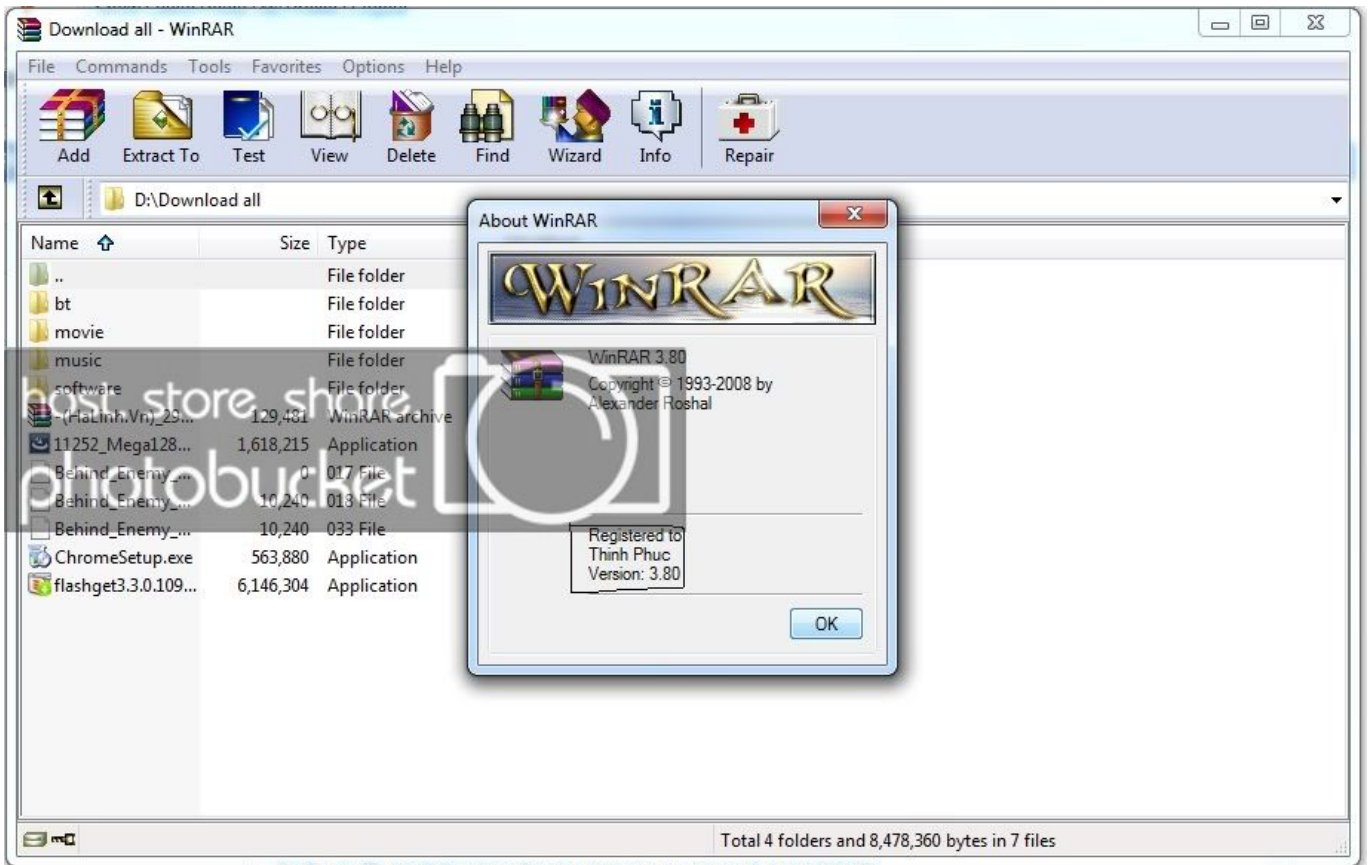 Download all - WinRAR
File Commands Tools Favorites Options Help
Add Extract To Test View Delete Find Wizard Info Repair
D:\Download all
Name Size Type
.. File folder
bt File folder
movie File folder
music File folder
software File folder
-(HaLinh.Vn)_29... 129,481 WinRAR archive
11252_Mega128... 1,618,215 Application
Behind_Enemy_... 0 017 File
Behind_Enemy_... 10,240 018 File
Behind_Enemy_... 10,240 033 File
ChromeSetup.exe 563,880 Application
flashget3.3.0.109... 6,146,304 Application
About WinRAR
WINRAR
WinRAR 3.80
Copyright © 1993-2008 by
Alexander Roshal
Registered to
Thinh Phuc
Version: 3.80
OK
host. store. share.
photobucket
Total 4 folders and 8,478,360 bytes in 7 files